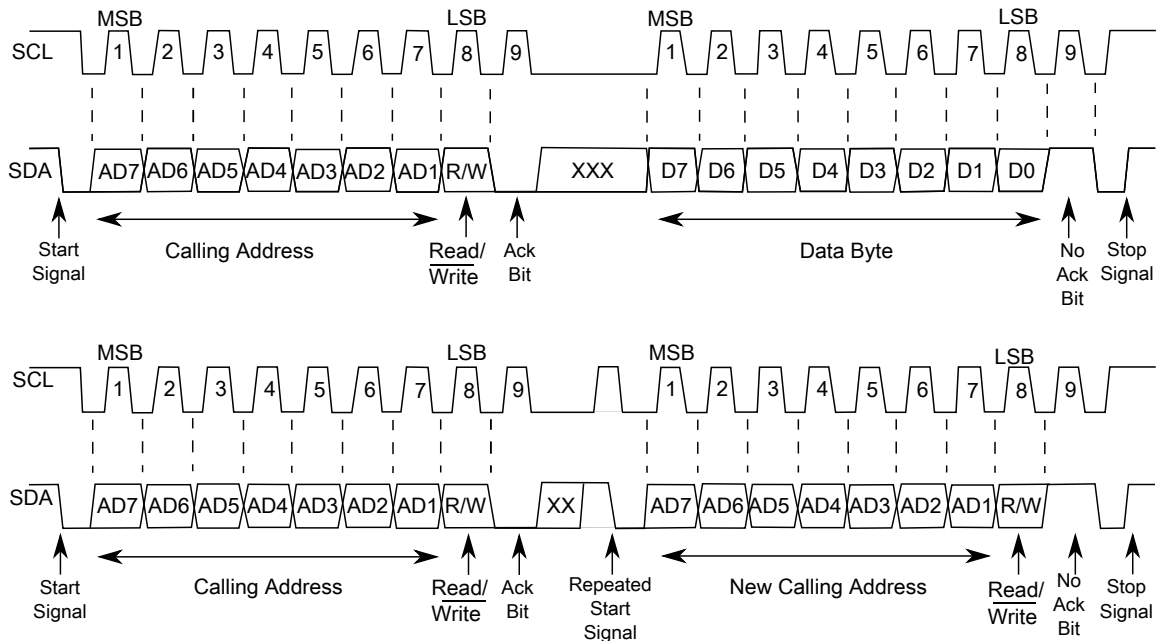 MSB LSB MSB LSB
SCL 1 2 3 4 5 6 7 8 9 1 2 3 4 5 6 7 8 9
SDA AD7 AD6 AD5 AD4 AD3 AD2 AD1 R/W XXX D7 D6 D5 D4 D3 D2 D1 D0
Start Signal
Calling Address
Read/ Write
Ack Bit
Data Byte
No Ack Bit
Stop Signal
MSB LSB MSB LSB
SCL 1 2 3 4 5 6 7 8 9 1 2 3 4 5 6 7 8 9
SDA AD7 AD6 AD5 AD4 AD3 AD2 AD1 R/W XX AD7 AD6 AD5 AD4 AD3 AD2 AD1 R/W
Start Signal
Calling Address
Read/ Write
Ack Bit
Repeated Start Signal
New Calling Address
Read/ Write
No Ack Bit
Stop Signal